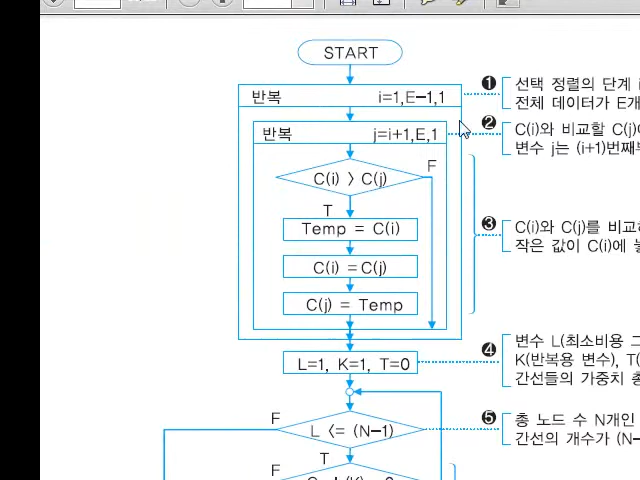 START
반복 i=1,E-1,1
❶ 선택 정렬의 단계
전체 데이터가 E개
반복 j=i+1,E,1
❷ C(i)와 비교할 C(j)
변수 j는 (i+1)번째
C(i) > C(j)
F
T
Temp = C(i)
C(i) =C(j)
C(j) = Temp
❸ C(i)와 C(j)를
작은 값이 C(i)에
L=1, K=1, T=0
❹ 변수 L(최소비용
K(반복용 변수), T(
간선들의 가중치
F
L <= (N-1)
T
❺ 총 노드 수 N개인
간선의 개수가 (N-
F